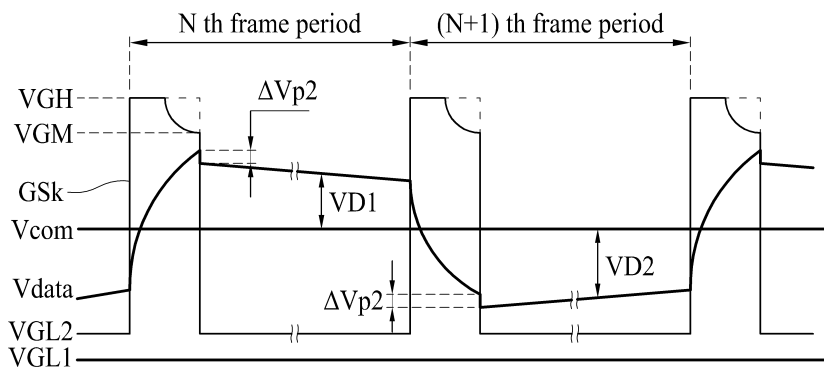 N th frame period
(N+1) th frame period
VGH
ΔVp2
VGM
GSk
VD1
Vcom
VD2
Vdata
ΔVp2
VGL2
VGL1